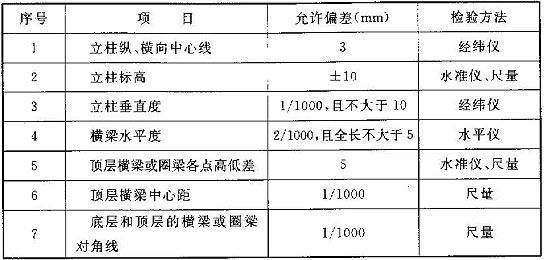 序号 项 目 允许偏差(mm) 检验方法
1 立柱纵、横向中心线 3 经纬仪
2 立柱标高 ±10 水准仪、尺量
3 立柱垂直度 1/1000,且不大于10 经纬仪
4 横梁水平度 2/1000,且全长不大于5 水平仪
5 顶层横梁或圈梁各点高低差 5 水准仪、尺量
6 顶层横梁中心距 1/1000 尺量
7 底层和顶层的横梁或圈梁
对角线 1/1000 尺量